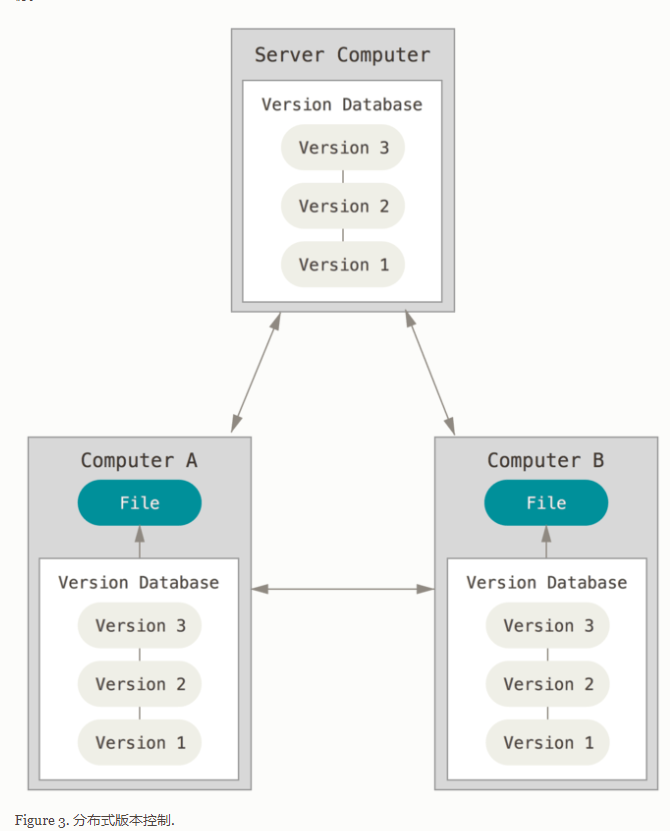 Server Computer
Version Database
Version 3
Version 2
Version 1
Computer A
File
Version Database
Version 3
Version 2
Version 1
Computer B
File
Version Database
Version 3
Version 2
Version 1
Figure 3. 分布式版本控制.